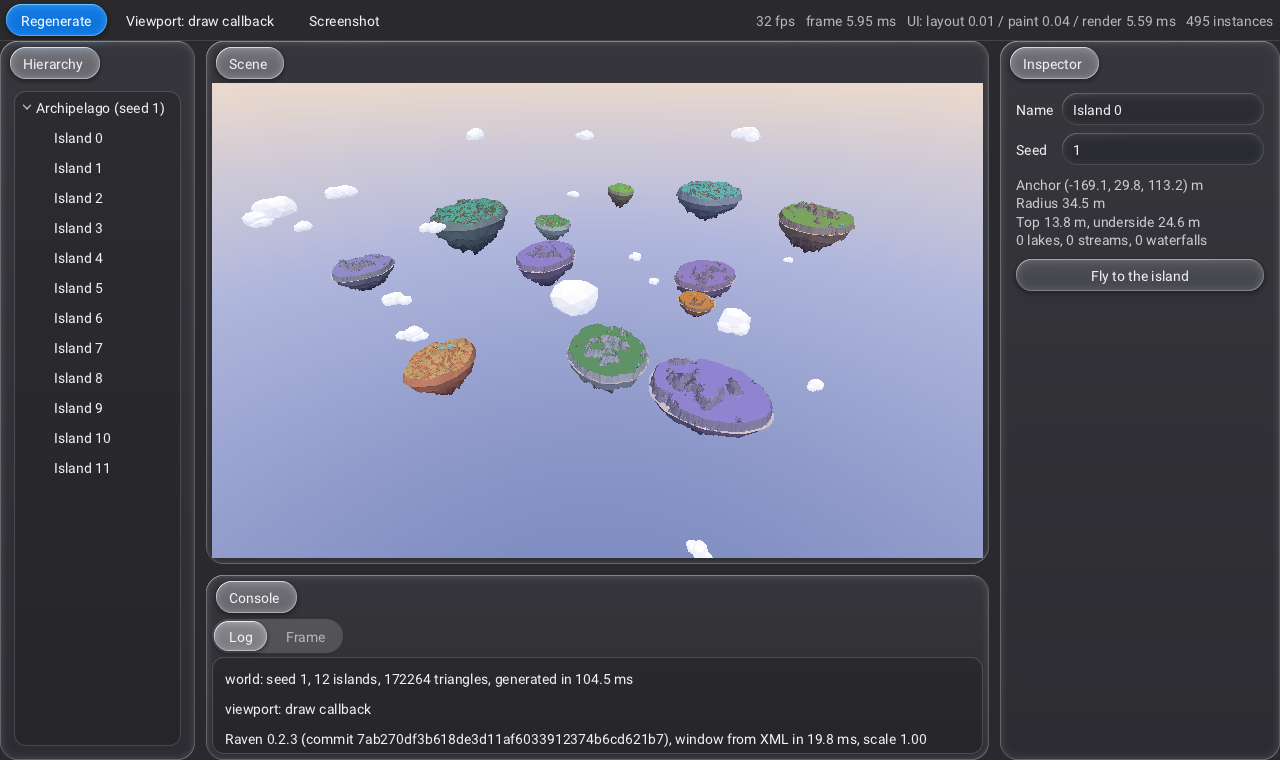 Regenerate Viewport: draw callback Screenshot 32 fps frame 5.95 ms UI: layout 0.01 / paint 0.04 / render 5.59 ms 495 instances
Hierarchy
Archipelago (seed 1)
Island 0
Island 1
Island 2
Island 3
Island 4
Island 5
Island 6
Island 7
Island 8
Island 9
Island 10
Island 11
Scene
Console
Log Frame
world: seed 1, 12 islands, 172264 triangles, generated in 104.5 ms
viewport: draw callback
Raven 0.2.3 (commit 7ab270df3b618de3d11af6033912374b6cd621b7), window from XML in 19.8 ms, scale 1.00
Inspector
Name Island 0
Seed 1
Anchor (-169.1, 29.8, 113.2) m
Radius 34.5 m
Top 13.8 m, underside 24.6 m
0 lakes, 0 streams, 0 waterfalls
Fly to the island